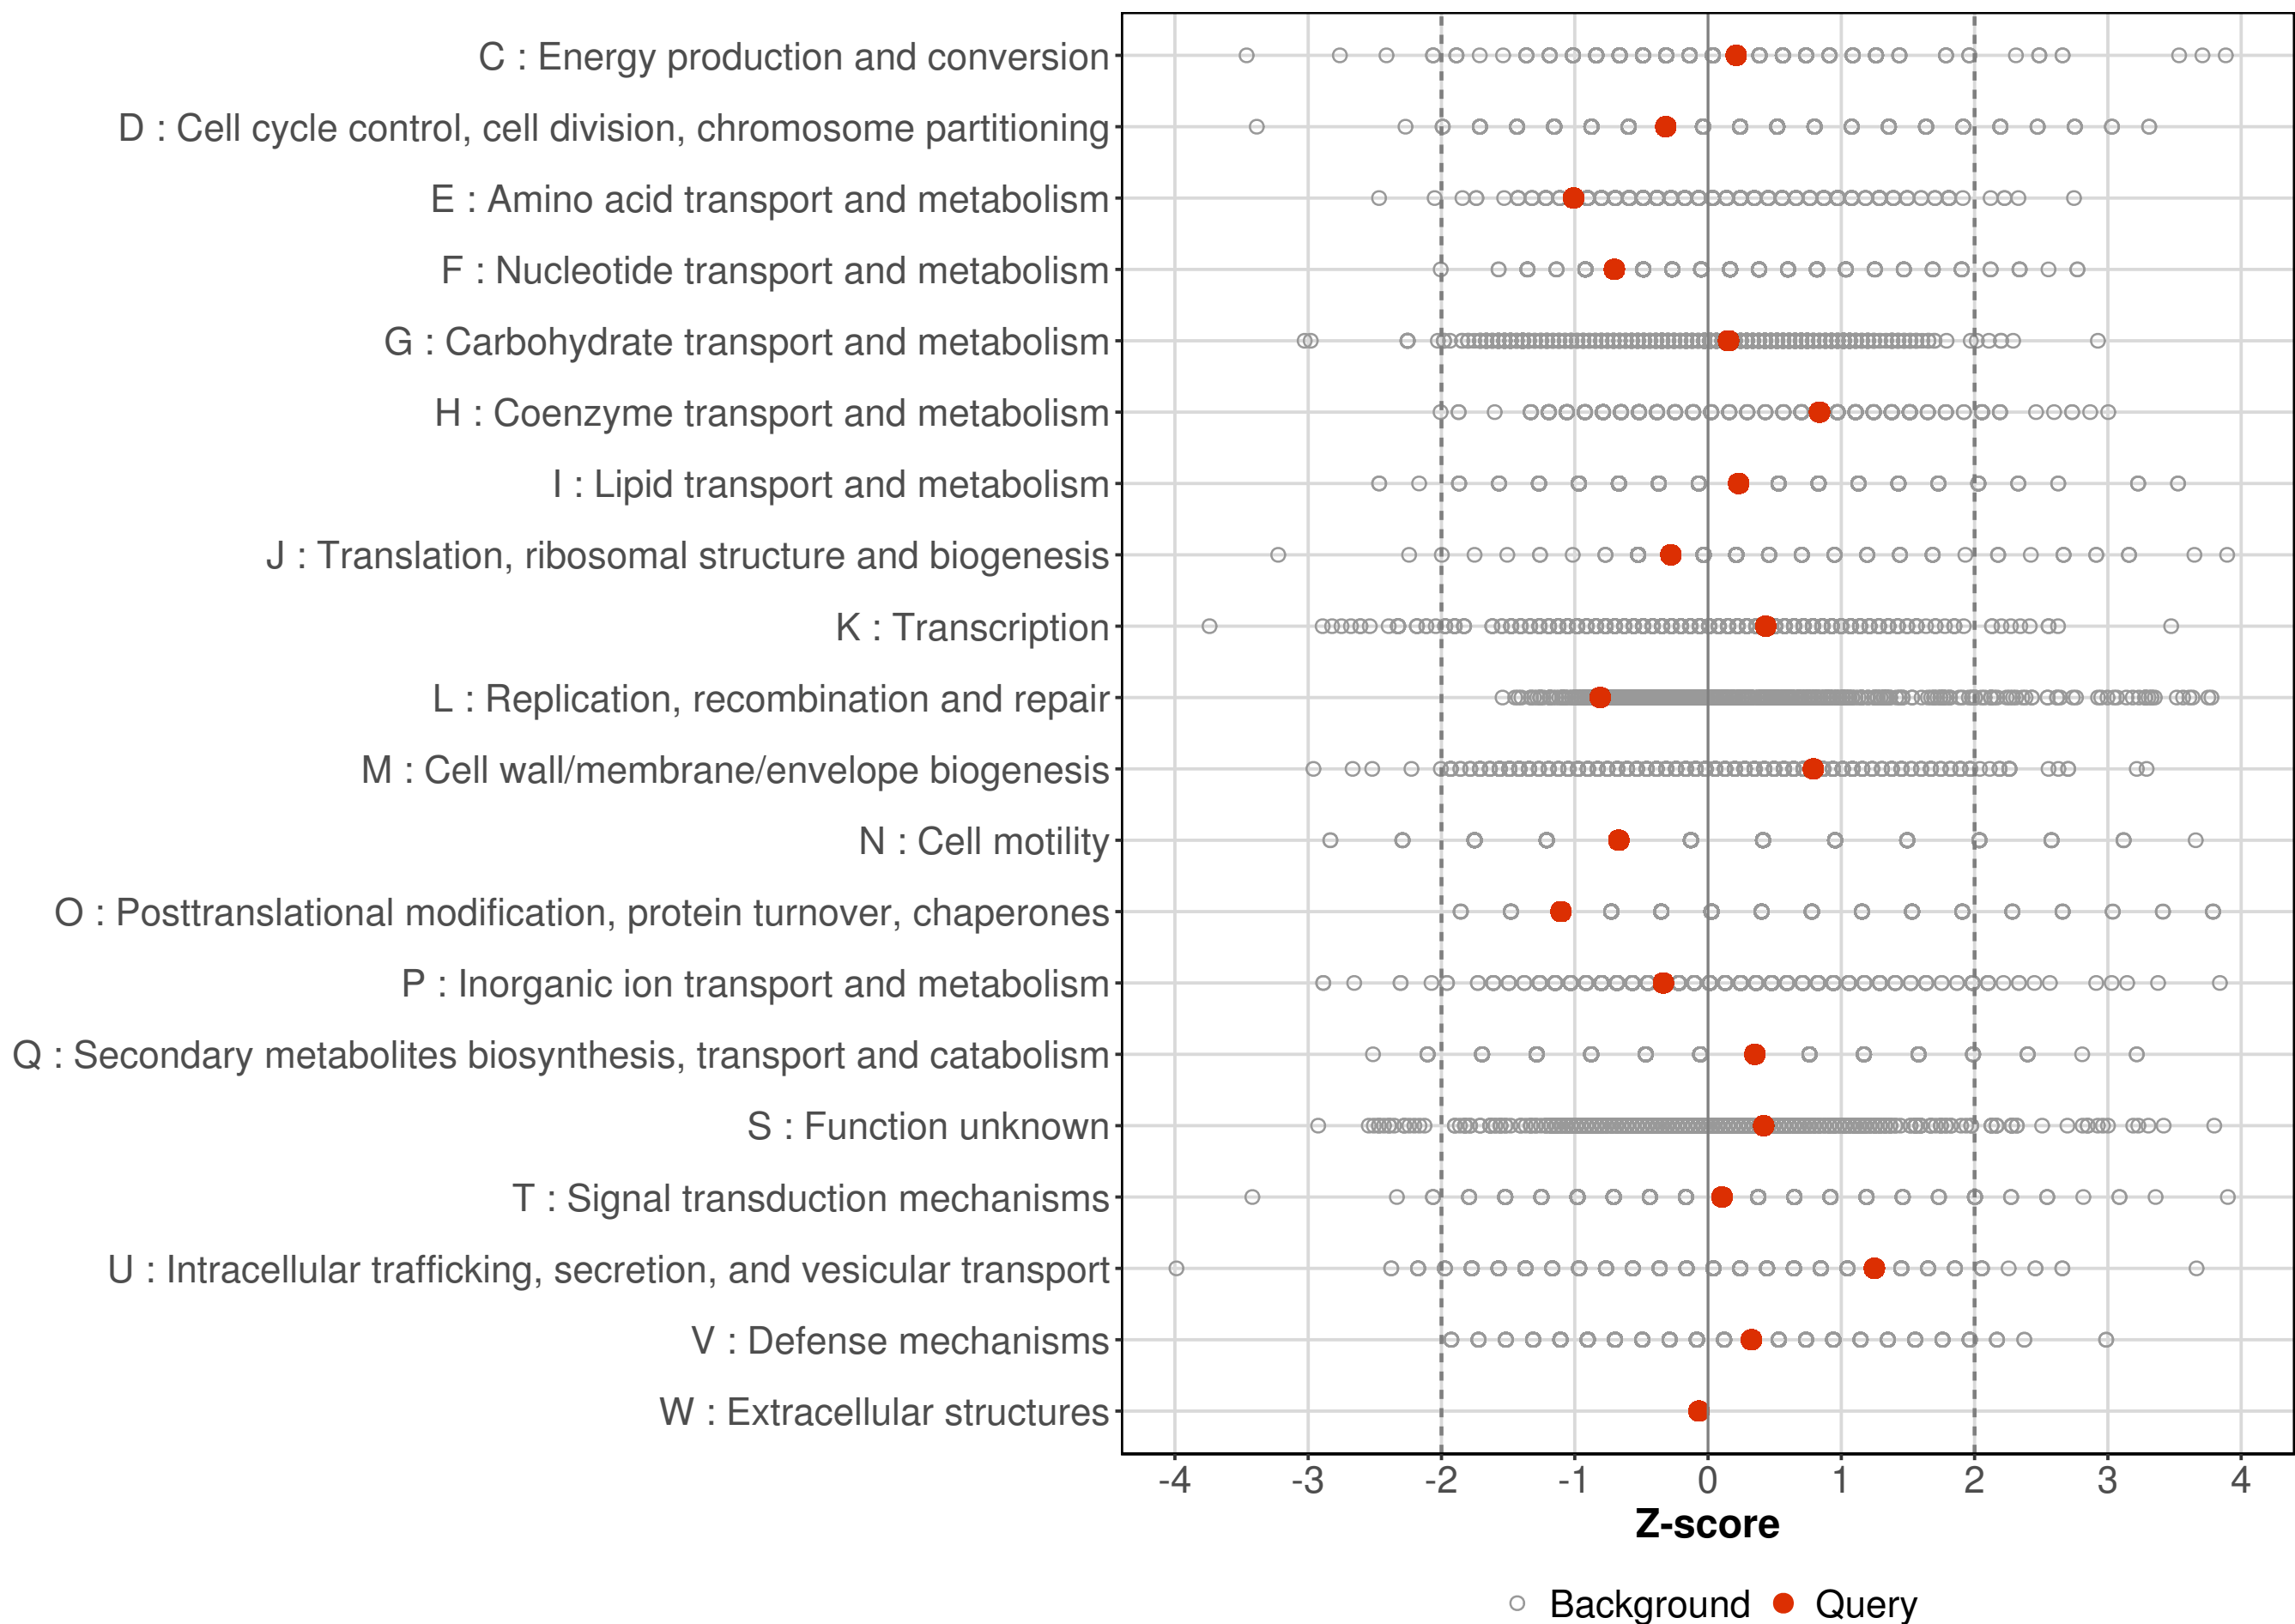 C : Energy production and conversion
D : Cell cycle control, cell division, chromosome partitioning
E : Amino acid transport and metabolism
F : Nucleotide transport and metabolism
G : Carbohydrate transport and metabolism
H : Coenzyme transport and metabolism
I : Lipid transport and metabolism
J : Translation, ribosomal structure and biogenesis
K : Transcription
L : Replication, recombination and repair
M : Cell wall/membrane/envelope biogenesis
N : Cell motility
O : Posttranslational modification, protein turnover, chaperones
P : Inorganic ion transport and metabolism
Q : Secondary metabolites biosynthesis, transport and catabolism
S : Function unknown
T : Signal transduction mechanisms
U : Intracellular trafficking, secretion, and vesicular transport
V : Defense mechanisms
W : Extracellular structures
-4 -3 -2 -1 0 1 2 3 4
Z-score
Background Query